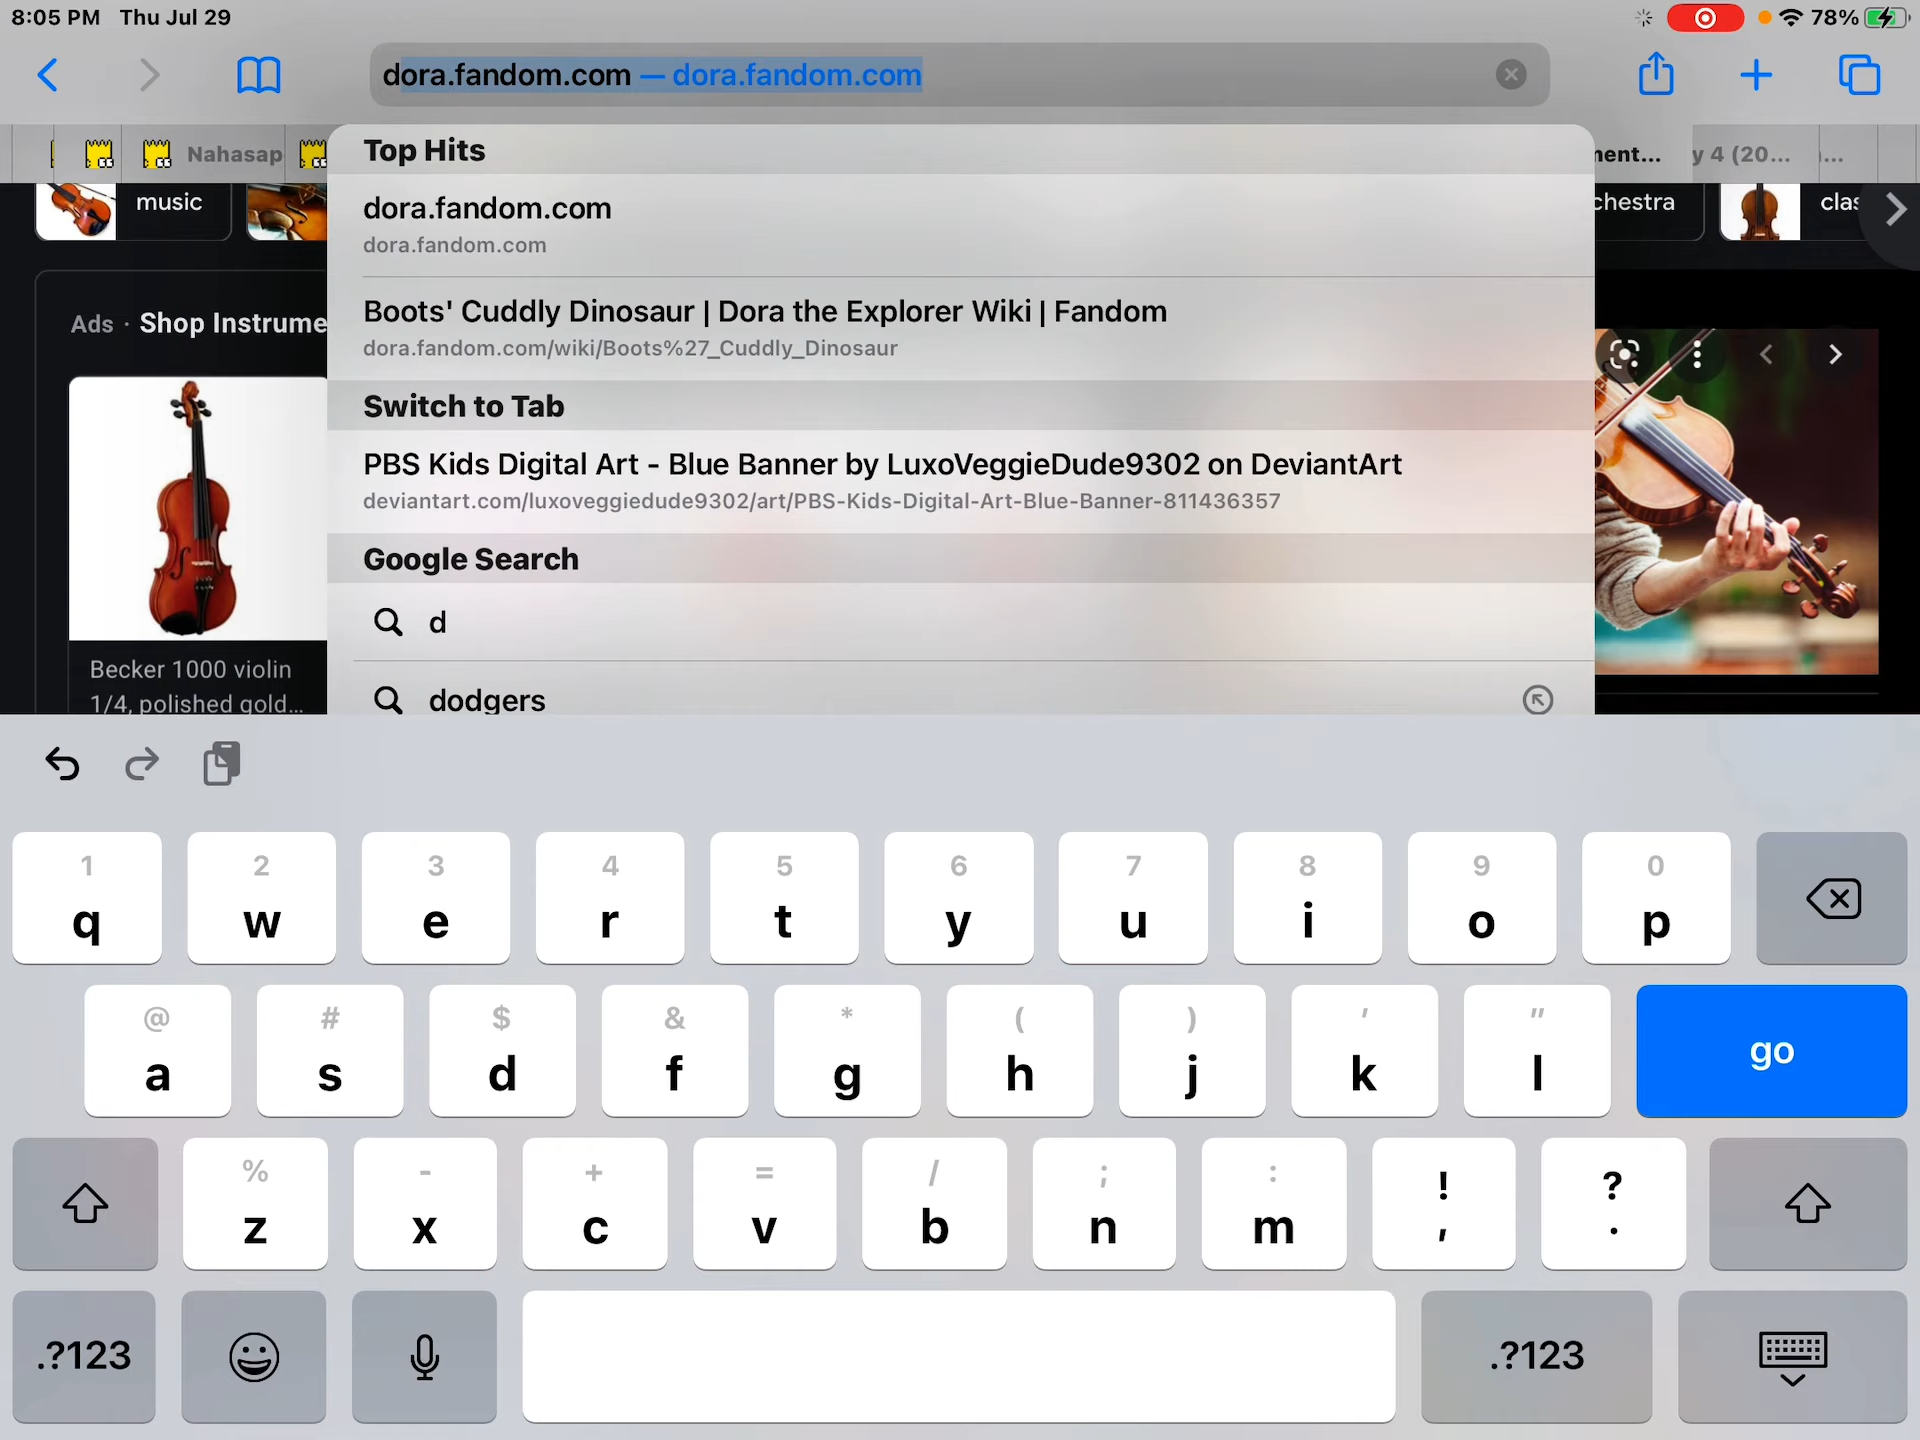 8:05 PM Thu Jul 29
78%
dora.fandom.com — dora.fandom.com
Nahasap
nent...
y 4 (20...
)...
Top Hits
dora.fandom.com
dora.fandom.com
Boots' Cuddly Dinosaur | Dora the Explorer Wiki | Fandom
dora.fandom.com/wiki/Boots%27_Cuddly_Dinosaur
Switch to Tab
PBS Kids Digital Art - Blue Banner by LuxoVeggieDude9302 on DeviantArt
deviantart.com/luxoveggiedude9302/art/PBS-Kids-Digital-Art-Blue-Banner-811436357
Google Search
d
dodgers
music
chestra
clas
Ads · Shop Instrume
Becker 1000 violin
1/4, polished gold...
1 2 3 4 5 6 7 8 9 0
q w e r t y u i o p
@ # $ & * ( ) ' "
a s d f g h j k l go
% - + = / ; : ! ?
z x c v b n m , .
.?123 .?123